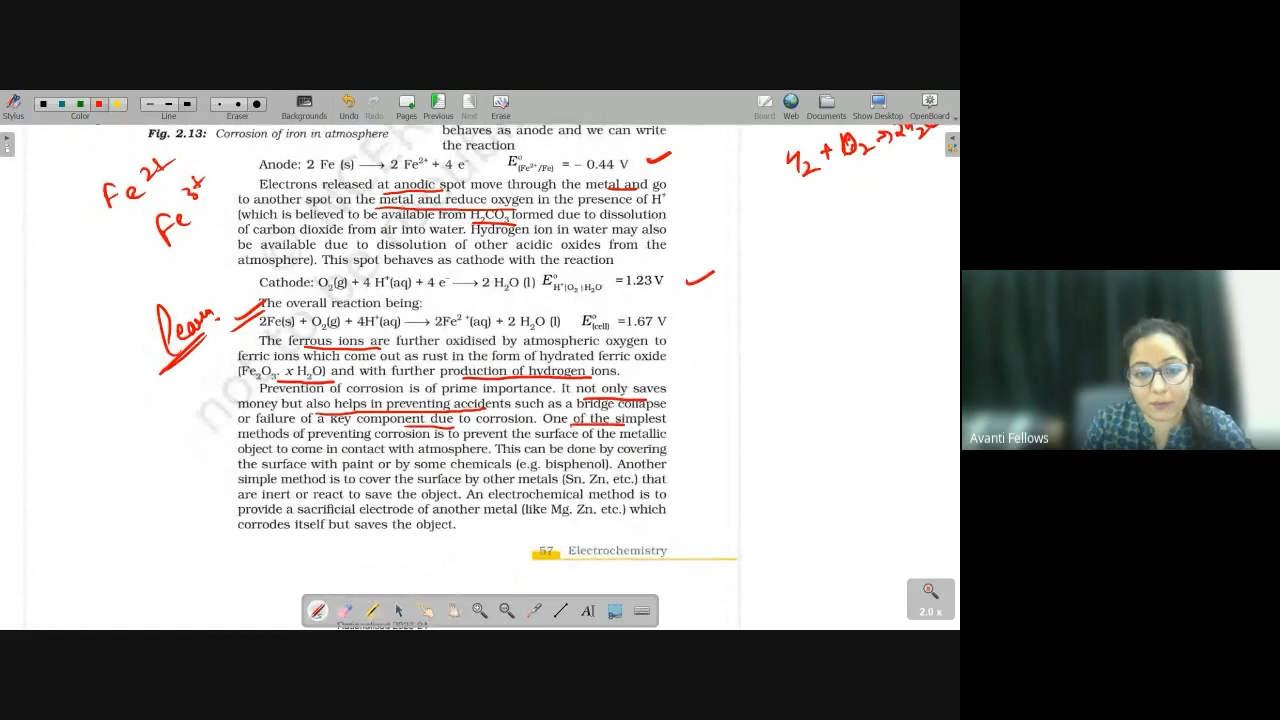 Stylus
Color
Line
Eraser
Backgrounds
Undo
Redo
Pages
Previous
Next
Erase
Board
Web
Documents
Show Desktop
OpenBoard
Fig. 2.13: Corrosion of iron in atmosphere
behaves as anode and we can write
the reaction
Anode: 2 Fe (s) ⟶ 2 Fe²⁺ + 4 e⁻ E°(Fe²⁺/Fe) = – 0.44 V
Fe²⁺
Fe³⁺
Electrons released at anodic spot move through the metal and go
to another spot on the metal and reduce oxygen in the presence of H⁺
(which is believed to be available from H₂CO₃ formed due to dissolution
of carbon dioxide from air into water. Hydrogen ion in water may also
be available due to dissolution of other acidic oxides from the
atmosphere). This spot behaves as cathode with the reaction
Cathode: O₂(g) + 4 H⁺(aq) + 4 e⁻ ⟶ 2 H₂O (l) E°H⁺|O₂|H₂O =1.23 V
The overall reaction being:
2Fe(s) + O₂(g) + 4H⁺(aq) ⟶ 2Fe²⁺(aq) + 2 H₂O (l) E°(cell) =1.67 V
The ferrous ions are further oxidised by atmospheric oxygen to
ferric ions which come out as rust in the form of hydrated ferric oxide
(Fe₂O₃. x H₂O) and with further production of hydrogen ions.
Prevention of corrosion is of prime importance. It not only saves
money but also helps in preventing accidents such as a bridge collapse
or failure of a key component due to corrosion. One of the simplest
methods of preventing corrosion is to prevent the surface of the metallic
object to come in contact with atmosphere. This can be done by covering
the surface with paint or by some chemicals (e.g. bisphenol). Another
simple method is to cover the surface by other metals (Sn, Zn, etc.) that
are inert or react to save the object. An electrochemical method is to
provide a sacrificial electrode of another metal (like Mg, Zn, etc.) which
corrodes itself but saves the object.
57 Electrochemistry
2.0 x
Avanti Fellows